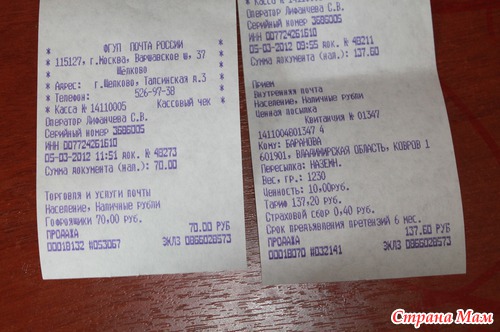 * ФГУП ПОЧТА РОССИИ *
* 115127, г.Москва, Варшавское ш, 37 *
* Щёлково *
* Адрес: г.Щелково, Талсинская л.3 *
* Телефон: 526-97-38 *
* Касса № 14110005 Кассовый чек *
Оператор Лифанчева С.В.
Серийный номер 3686005
ИНН 007724261610
05-03-2012 11:51 док. № 49273
Сумма документа (нал.): 70.00
Торговля и услуги почты
Население, Наличные рубли
Гофроящики 70,00 руб.
ПРОДАЖА 70.00 РУБ
00018132 #053067 ЭКЛЗ 0866028573
* Касса № 14110005
Оператор Лифанчева С.В.
Серийный номер 3686005
ИНН 007724261610
05-03-2012 09:55 док. № 49211
Сумма документа (нал.): 137.60
Прием
Внутренняя почта
Население, Наличные рубли
Ценная посылка
Квитанция № 01347
1411004601347 4
Кому: БАРАНОВА
601901, ВЛАДИМИРСКАЯ ОБЛАСТЬ, КОВРОВ 1
Пересылка: НАЗЕМН.
Вес, гр.: 1230
Ценность: 10,00руб.
Тариф 137,20 руб.
Страховой сбор 0,40 руб.
Срок предъявления претензий 6 мес.
ПРОДАЖА 137.60 РУБ
00018070 #032141 ЭКЛЗ 0866028573
Страна Мам